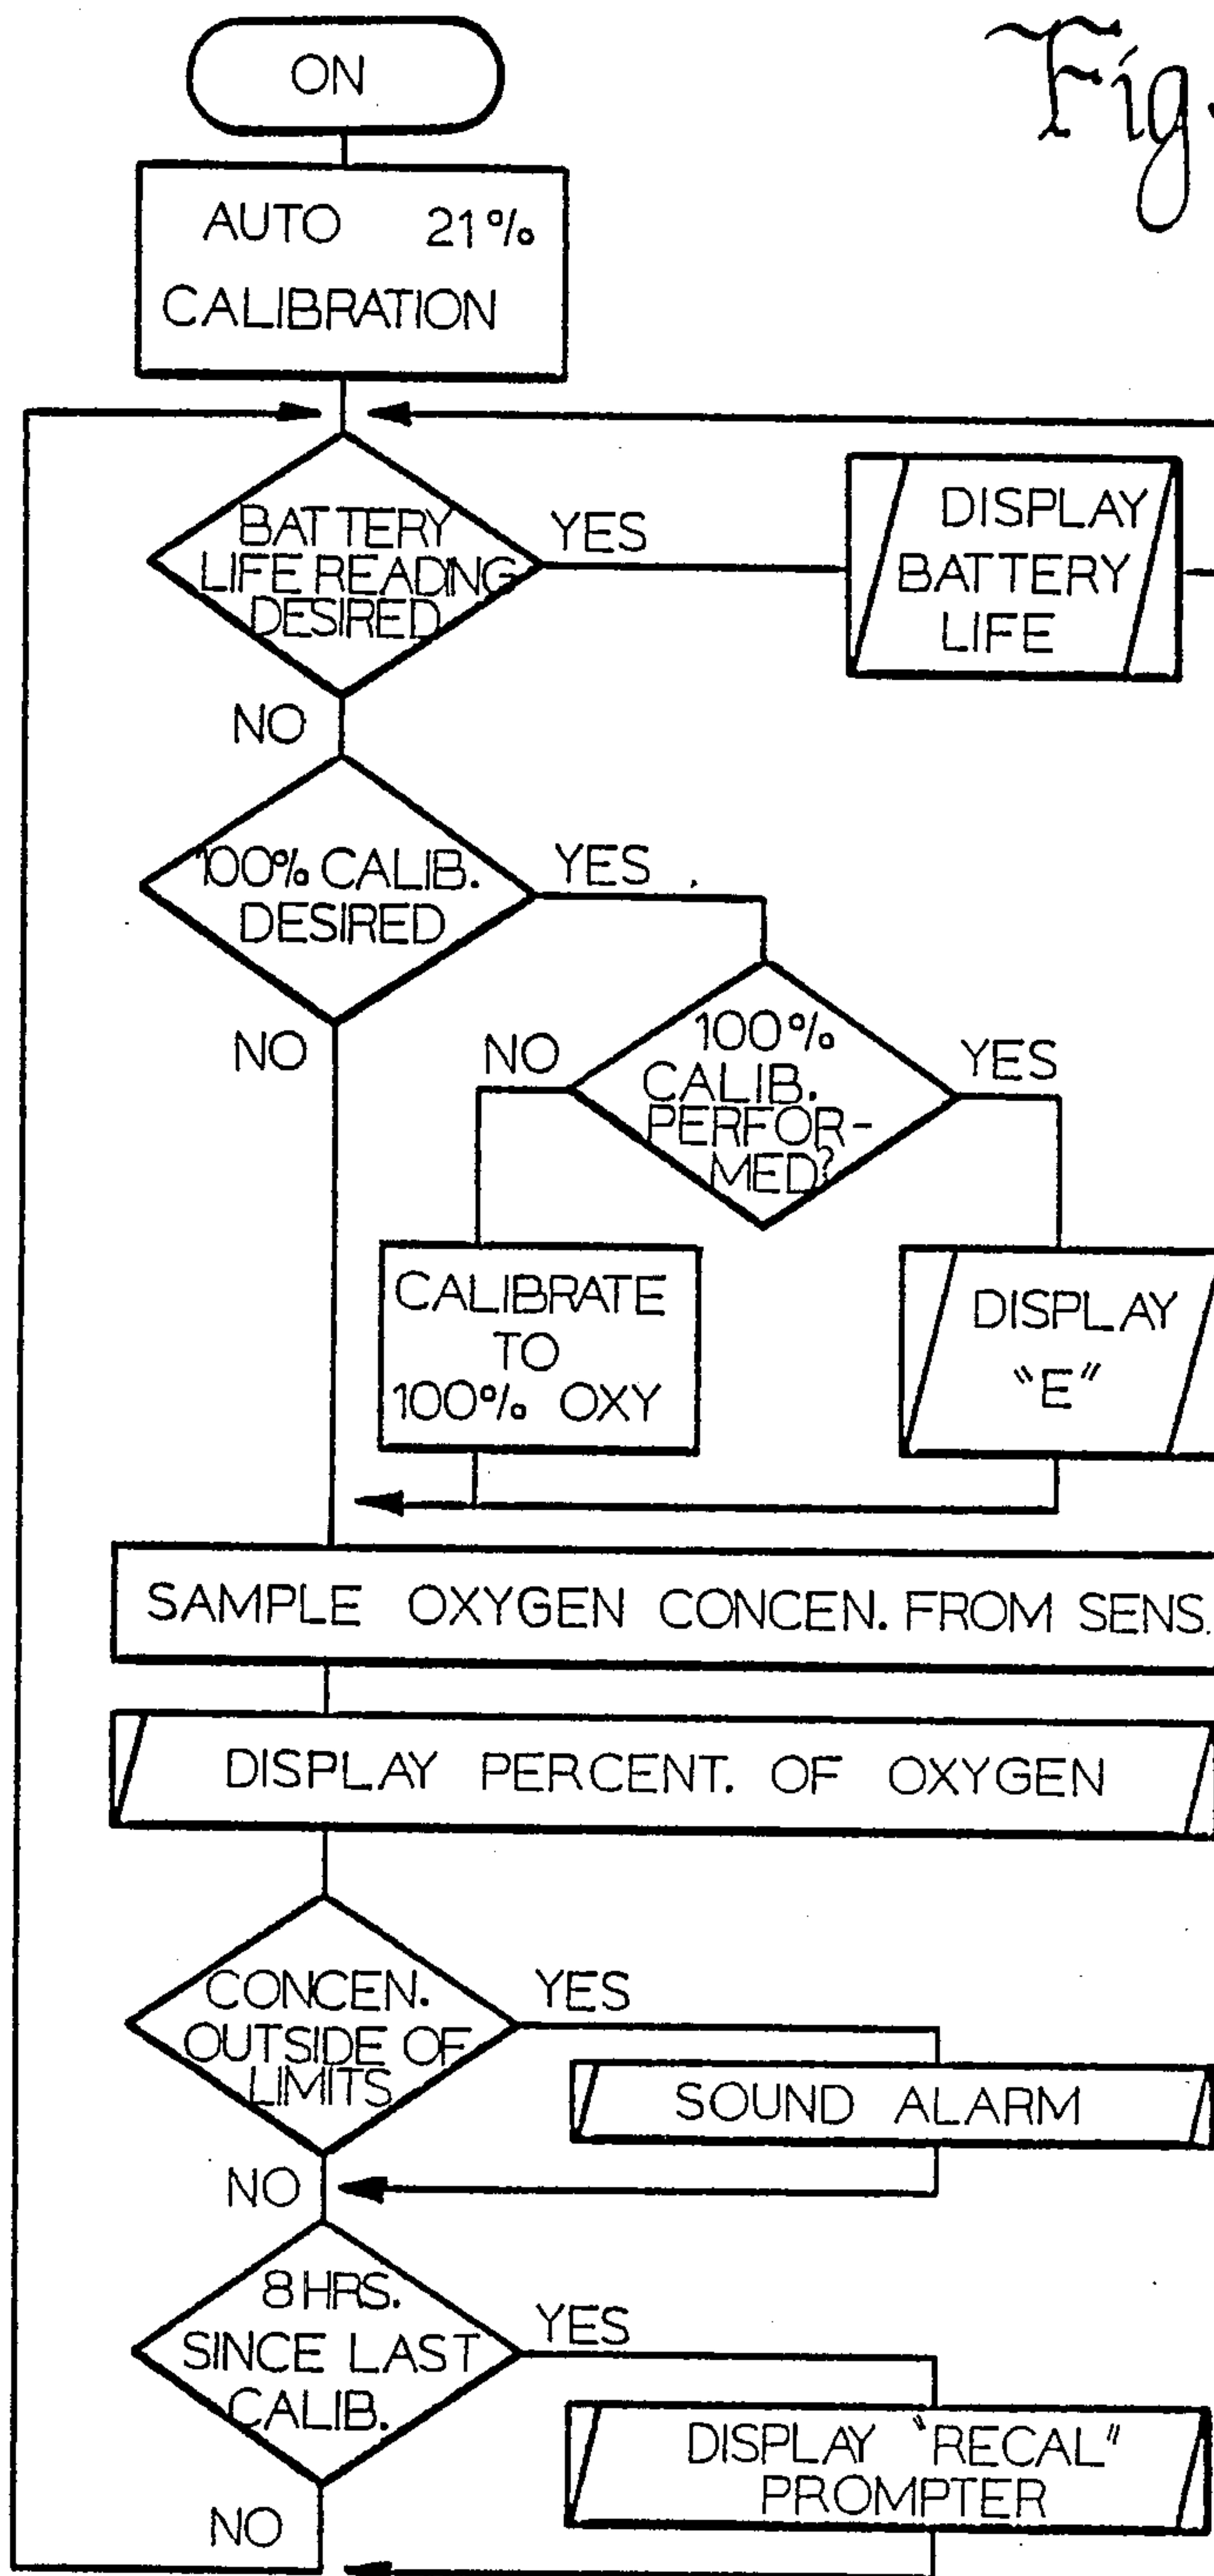 Fig.
ON
AUTO 21%
CALIBRATION
BATTERY
LIFE READING
DESIRED
YES
DISPLAY
BATTERY
LIFE
NO
100% CALIB.
DESIRED
YES
NO
100%
CALIB.
PERFOR-
MED?
NO
YES
CALIBRATE
TO
100% OXY
DISPLAY
"E"
SAMPLE OXYGEN CONCEN. FROM SENS.
DISPLAY PERCENT. OF OXYGEN
CONCEN.
OUTSIDE OF
LIMITS
YES
SOUND ALARM
NO
8 HRS.
SINCE LAST
CALIB.
YES
DISPLAY "RECAL"
PROMPTER
NO